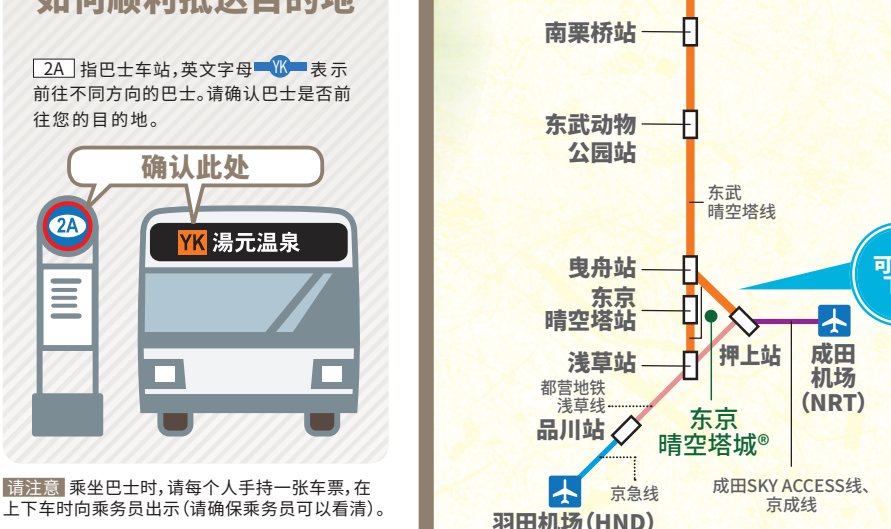 如何顺利抵达目的地
2A 指巴士车站，英文字母 YK 表示
前往不同方向的巴士。请确认巴士是否前
往您的目的地。
确认此处
2A
YK 湯元温泉
请注意 乘坐巴士时，请每个人手持一张车票，在
上下车时向乘务员出示（请确保乘务员可以看清）。
南栗桥站
东武动物
公园站
东武
晴空塔线
曳舟站
东京
晴空塔站
押上站
成田
机场
（NRT）
浅草站
都营地铁
浅草线
品川站
东京
晴空塔城®
京急线
成田SKY ACCESS线、
京成线
羽田机场（HND）